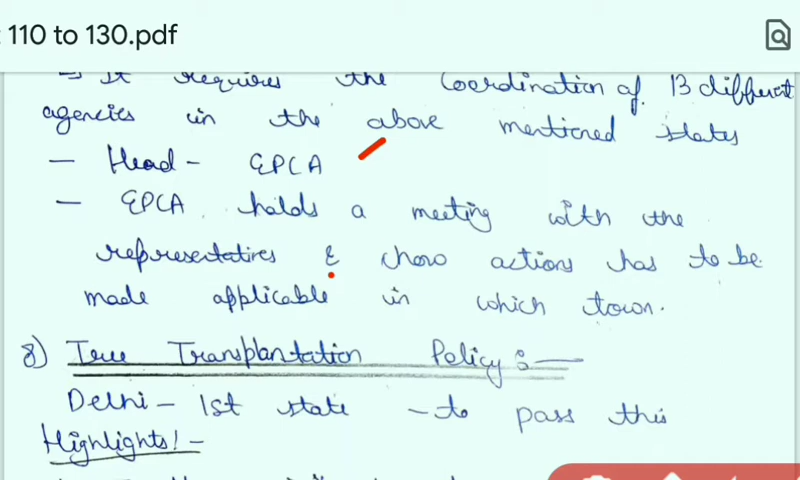 110 to 130.pdf
→ It requires the coordination of 13 different
agencies in the above mentioned states
— Head - EPCA
— EPCA holds a meeting with the
representatives & chows actions has to be
made applicable in which town.
8) Tree Transplantation Policy :—
Delhi - 1st state - to pass this
Highlights! -